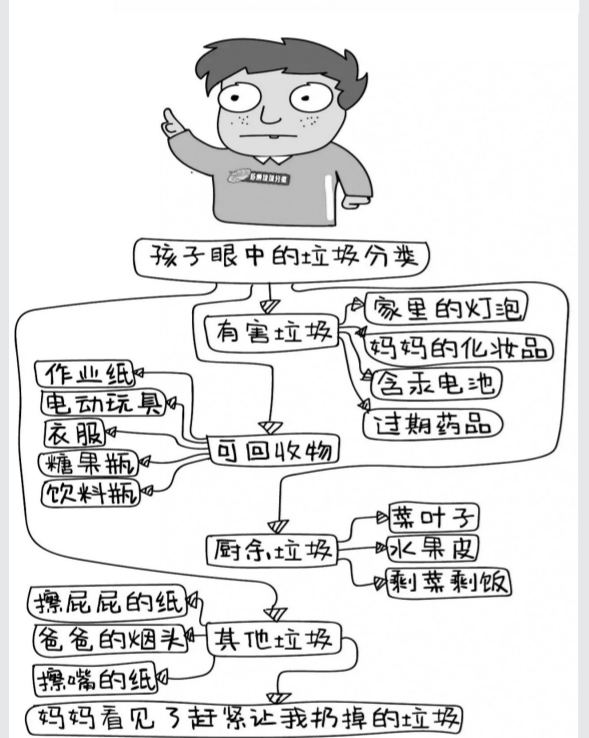 孩子眼中的垃圾分类
有害垃圾
家里的灯泡
妈妈的化妆品
含汞电池
过期药品
可回收物
作业纸
电动玩具
衣服
糖果瓶
饮料瓶
厨余垃圾
菜叶子
水果皮
剩菜剩饭
其他垃圾
擦屁屁的纸
爸爸的烟头
擦嘴的纸
妈妈看见了赶紧让我扔掉的垃圾